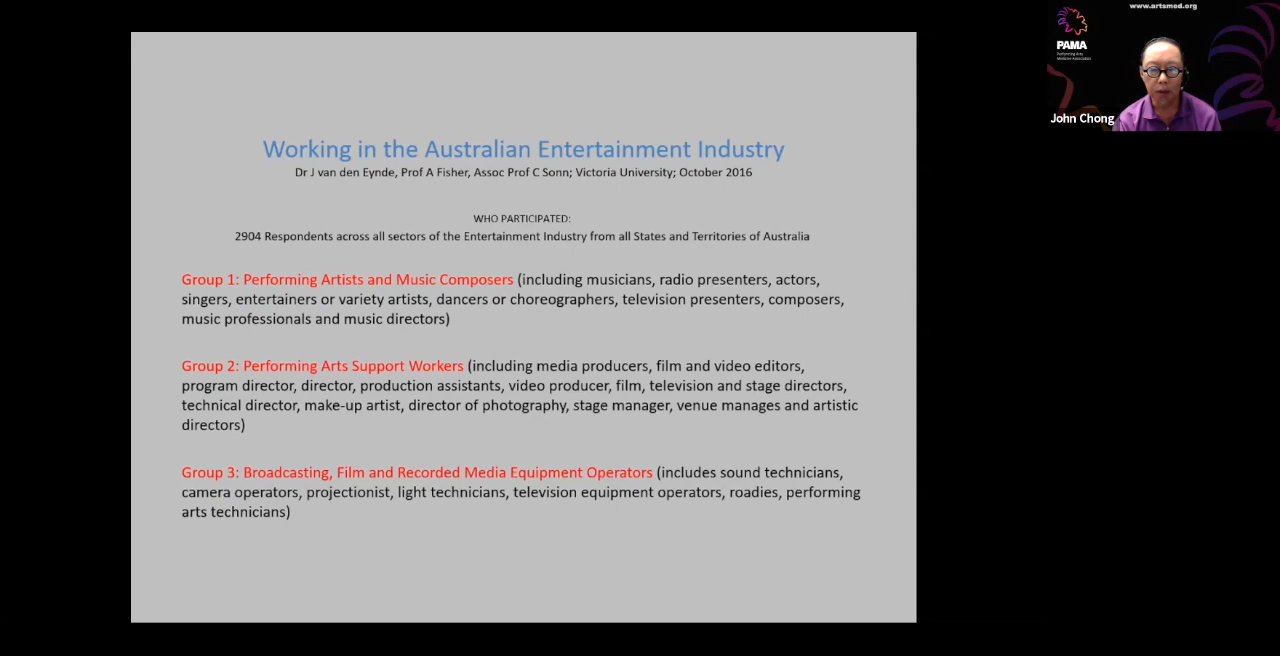 Working in the Australian Entertainment Industry
Dr J van den Eynde, Prof A Fisher, Assoc Prof C Sonn; Victoria University; October 2016
WHO PARTICIPATED:
2904 Respondents across all sectors of the Entertainment Industry from all States and Territories of Australia
Group 1: Performing Artists and Music Composers (including musicians, radio presenters, actors,
singers, entertainers or variety artists, dancers or choreographers, television presenters, composers,
music professionals and music directors)
Group 2: Performing Arts Support Workers (including media producers, film and video editors,
program director, director, production assistants, video producer, film, television and stage directors,
technical director, make-up artist, director of photography, stage manager, venue manages and artistic
directors)
Group 3: Broadcasting, Film and Recorded Media Equipment Operators (includes sound technicians,
camera operators, projectionist, light technicians, television equipment operators, roadies, performing
arts technicians)
www.artsmed.org
PAMA
Performing Arts
Medicine Association
John Chong